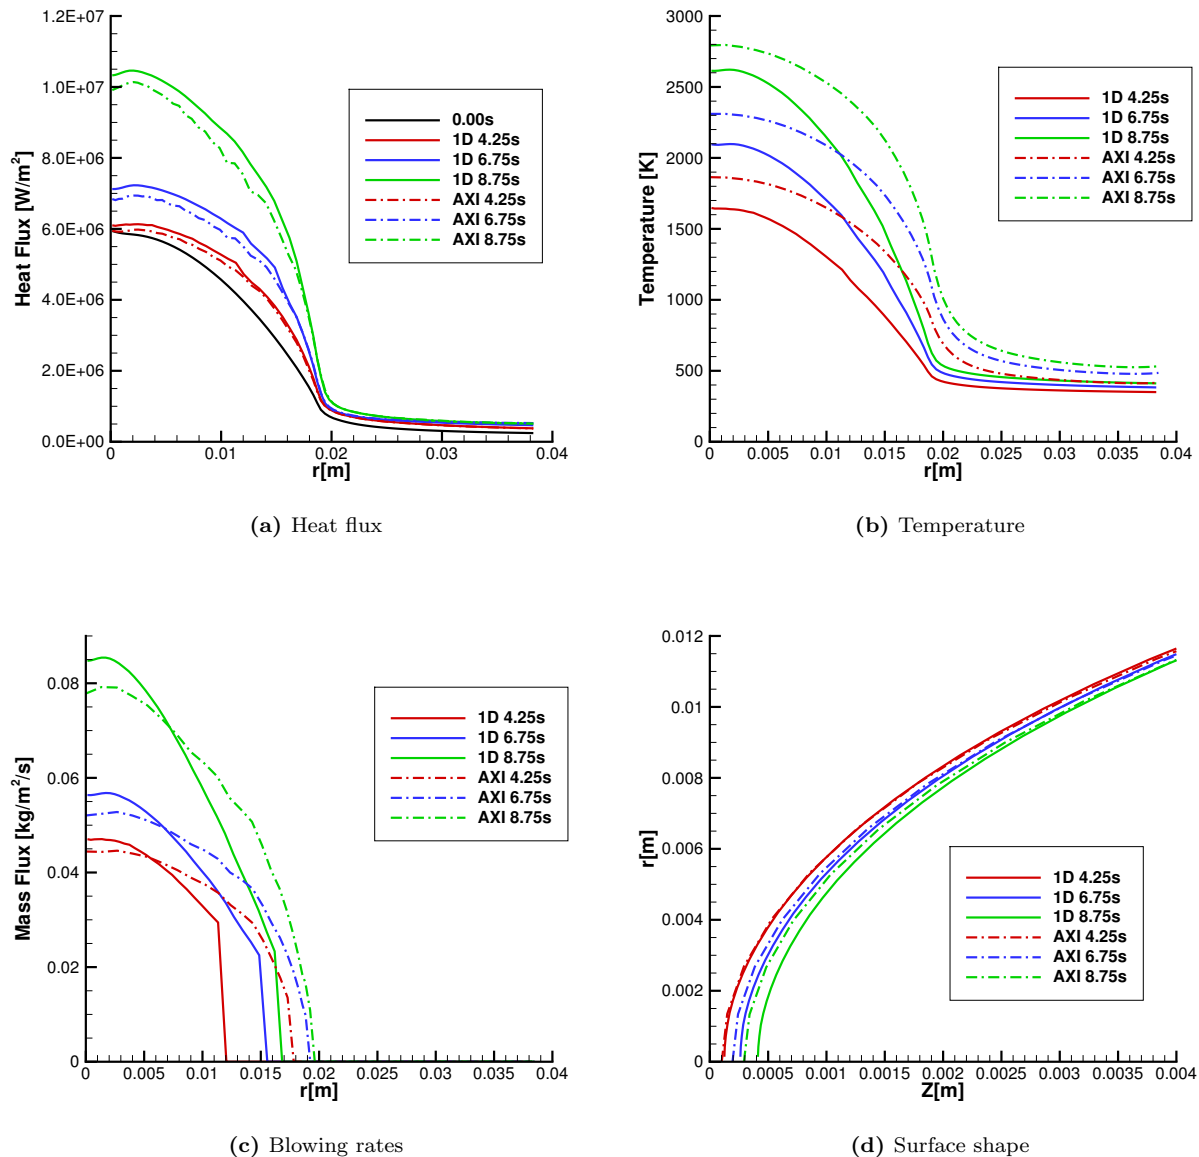 1.2E+07
1.0E+07
8.0E+06
6.0E+06
4.0E+06
2.0E+06
0.0E+00
Heat Flux [W/m²]
0 0.01 0.02 0.03 0.04
r[m]
0.00s
1D 4.25s
1D 6.75s
1D 8.75s
AXI 4.25s
AXI 6.75s
AXI 8.75s
(a) Heat flux
3000
2500
2000
1500
1000
500
0
Temperature [K]
0 0.005 0.01 0.015 0.02 0.025 0.03 0.035 0.04
r[m]
1D 4.25s
1D 6.75s
1D 8.75s
AXI 4.25s
AXI 6.75s
AXI 8.75s
(b) Temperature
0.08
0.06
0.04
0.02
0
Mass Flux [kg/m²/s]
0 0.005 0.01 0.015 0.02 0.025 0.03 0.035 0.04
r[m]
1D 4.25s
1D 6.75s
1D 8.75s
AXI 4.25s
AXI 6.75s
AXI 8.75s
(c) Blowing rates
0.012
0.01
0.008
0.006
0.004
0.002
0
r[m]
0 0.0005 0.001 0.0015 0.002 0.0025 0.003 0.0035 0.004
Z[m]
1D 4.25s
1D 6.75s
1D 8.75s
AXI 4.25s
AXI 6.75s
AXI 8.75s
(d) Surface shape